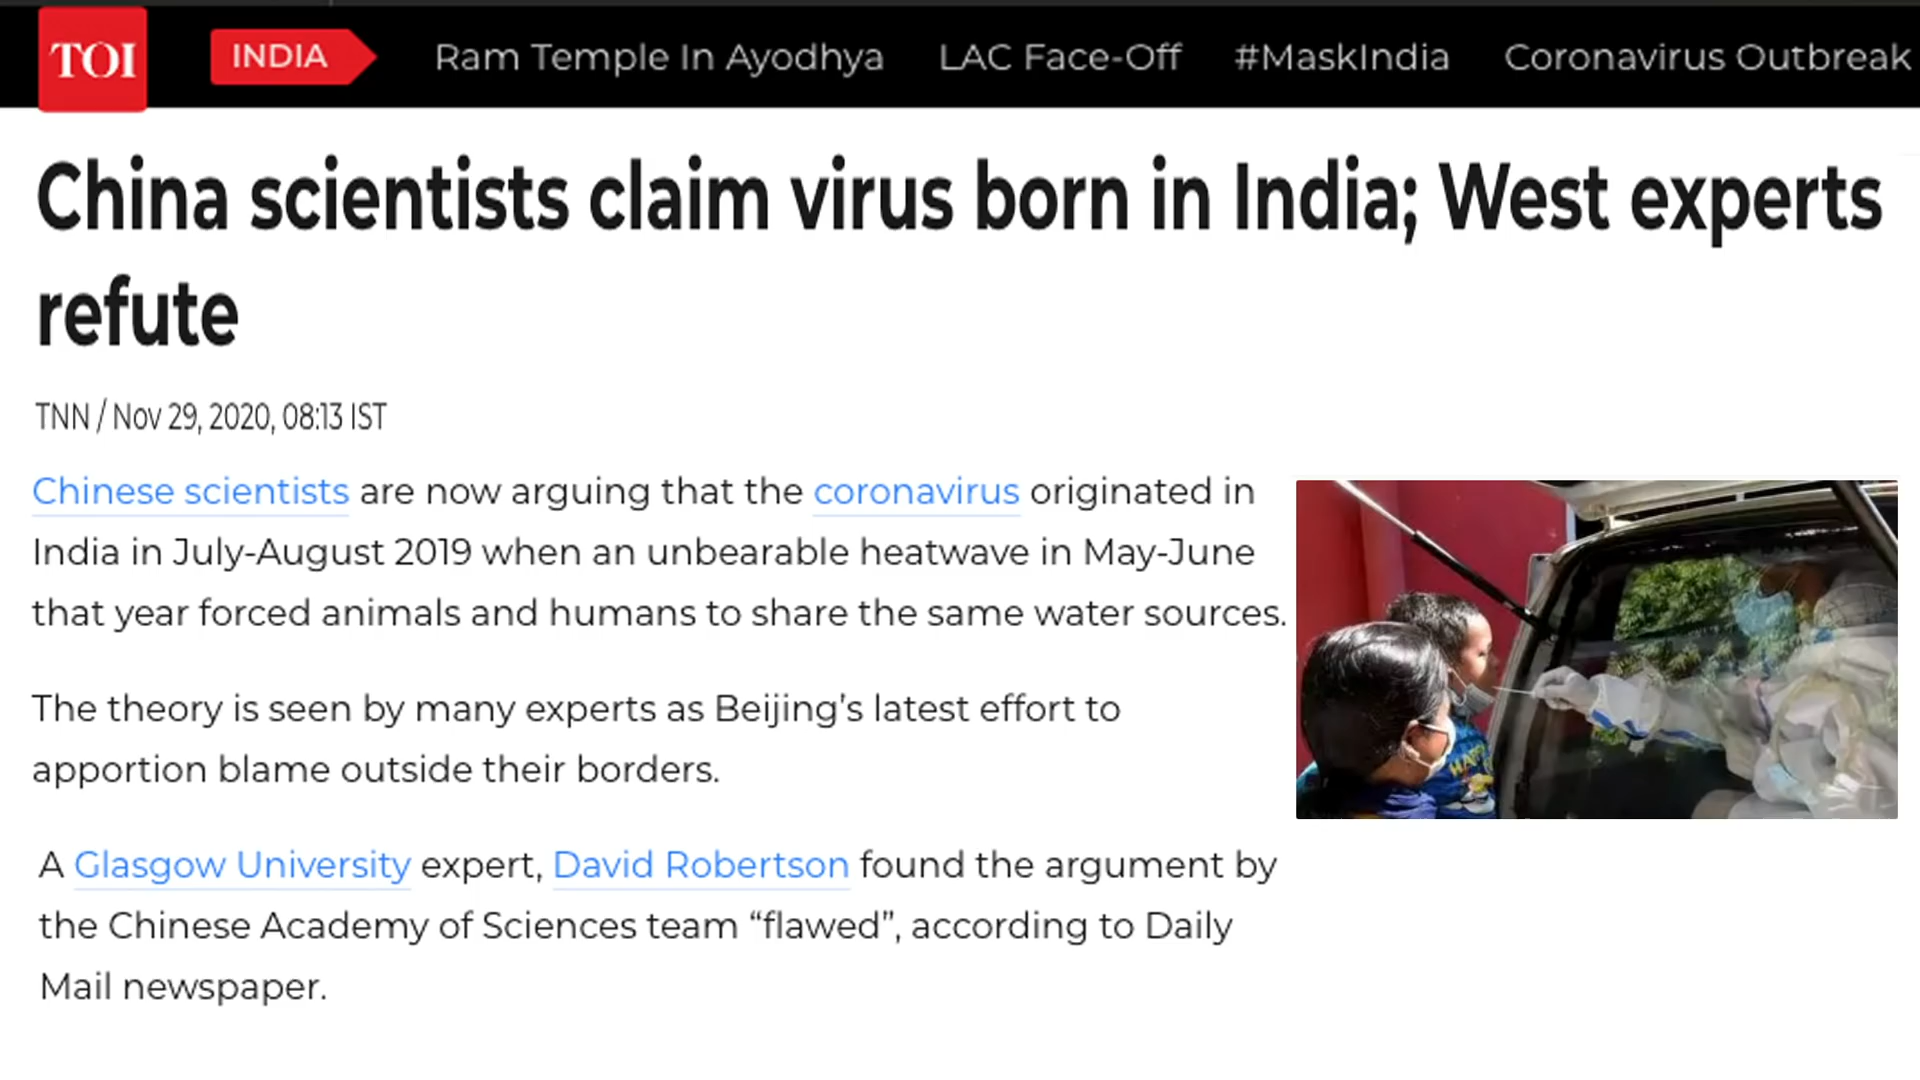 TOI
INDIA
Ram Temple In Ayodhya
LAC Face-Off
#MaskIndia
Coronavirus Outbreak
China scientists claim virus born in India; West experts
refute
TNN / Nov 29, 2020, 08:13 IST
Chinese scientists are now arguing that the coronavirus originated in
India in July-August 2019 when an unbearable heatwave in May-June
that year forced animals and humans to share the same water sources.
The theory is seen by many experts as Beijing's latest effort to
apportion blame outside their borders.
A Glasgow University expert, David Robertson found the argument by
the Chinese Academy of Sciences team “flawed”, according to Daily
Mail newspaper.
HAPPY